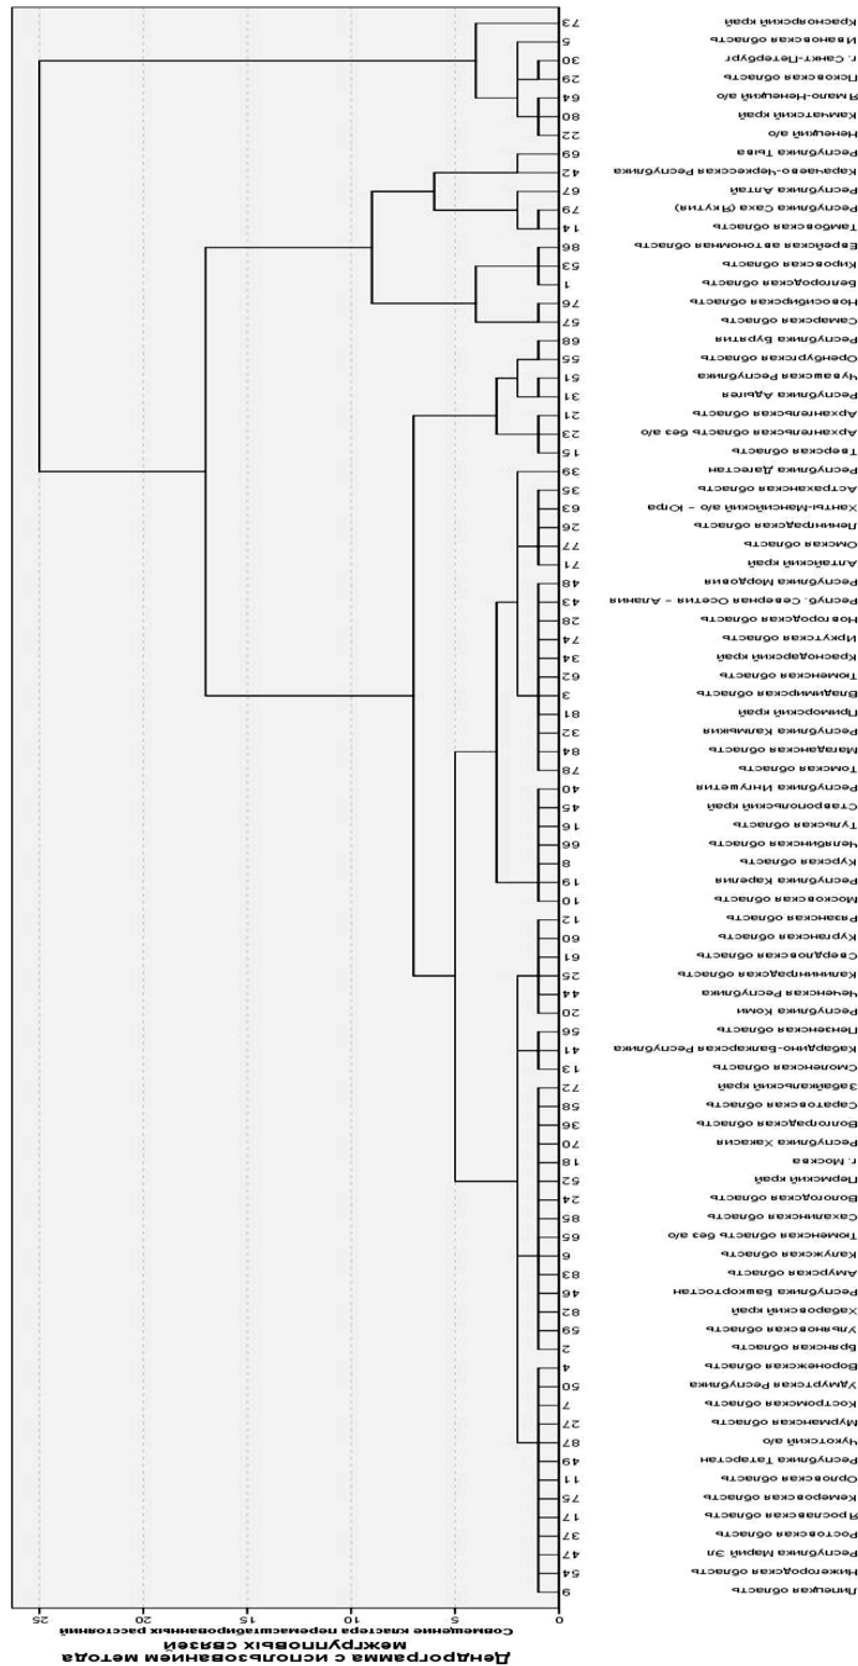 Дендрограмма с использованием метода
межгрупповых связей
Совмещение кластера перемасштабированных расстояний
0 5 10 15 20 25
Липецкая область 9
Нижегородская область 54
Республика Марий Эл 47
Ростовская область 37
Ярославская область 17
Кемеровская область 75
Орловская область 11
Республика Татарстан 49
Чукотский а/о 87
Мурманская область 27
Костромская область 7
Удмуртская Республика 50
Воронежская область 4
Брянская область 2
Ульяновская область 59
Хабаровский край 82
Республика Башкортостан 46
Амурская область 83
Калужская область 6
Тюменская область без а/о 65
Сахалинская область 85
Вологодская область 24
Пермский край 52
г. Москва 18
Республика Хакасия 70
Волгоградская область 36
Саратовская область 58
Забайкальский край 72
Смоленская область 13
Кабардино-Балкарская Республика 41
Пензенская область 56
Республика Коми 20
Чеченская Республика 44
Калининградская область 25
Свердловская область 61
Курганская область 60
Рязанская область 12
Московская область 10
Республика Карелия 19
Курская область 8
Челябинская область 66
Тульская область 16
Ставропольский край 45
Республика Ингушетия 40
Томская область 78
Магаданская область 84
Республика Калмыкия 32
Приморский край 81
Владимирская область 3
Тюменская область 62
Краснодарский край 34
Иркутская область 74
Новгородская область 28
Респуб. Северная Осетия – Алания 43
Республика Мордовия 48
Алтайский край 71
Омская область 77
Ленинградская область 26
Ханты-Мансийский а/о – Югра 63
Астраханская область 35
Республика Дагестан 39
Тверская область 15
Архангельская область без а/о 23
Архангельская область 21
Республика Адыгея 31
Чувашская Республика 51
Оренбургская область 55
Республика Бурятия 68
Самарская область 57
Новосибирская область 76
Белгородская область 1
Кировская область 53
Еврейская автономная область 86
Тамбовская область 14
Республика Саха (Якутия) 79
Республика Алтай 67
Карачаево-Черкесская Республика 42
Республика Тыва 69
Ненецкий а/о 22
Камчатский край 80
Ямало-Ненецкий а/о 64
Псковская область 29
г. Санкт-Петербург 30
Ивановская область 5
Красноярский край 73